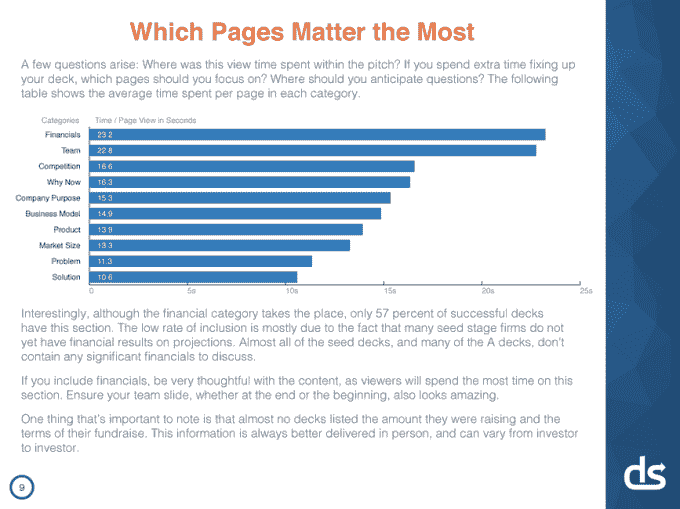 Which Pages Matter the Most
A few questions arise: Where was this view time spent within the pitch? If you spend extra time fixing up
your deck, which pages should you focus on? Where should you anticipate questions? The following
table shows the average time spent per page in each category.
Categories Time / Page View in Seconds
Financials 23.2
Team 22.8
Competition 16.6
Why Now 16.3
Company Purpose 15.3
Business Model 14.9
Product 13.9
Market Size 13.3
Problem 11.3
Solution 10.6
0 5s 10s 15s 20s 25s
Interestingly, although the financial category takes the place, only 57 percent of successful decks
have this section. The low rate of inclusion is mostly due to the fact that many seed stage firms do not
yet have financial results on projections. Almost all of the seed decks, and many of the A decks, don't
contain any significant financials to discuss.
If you include financials, be very thoughtful with the content, as viewers will spend the most time on this
section. Ensure your team slide, whether at the end or the beginning, also looks amazing.
One thing that's important to note is that almost no decks listed the amount they were raising and the
terms of their fundraise. This information is always better delivered in person, and can vary from investor
to investor.
9
ds